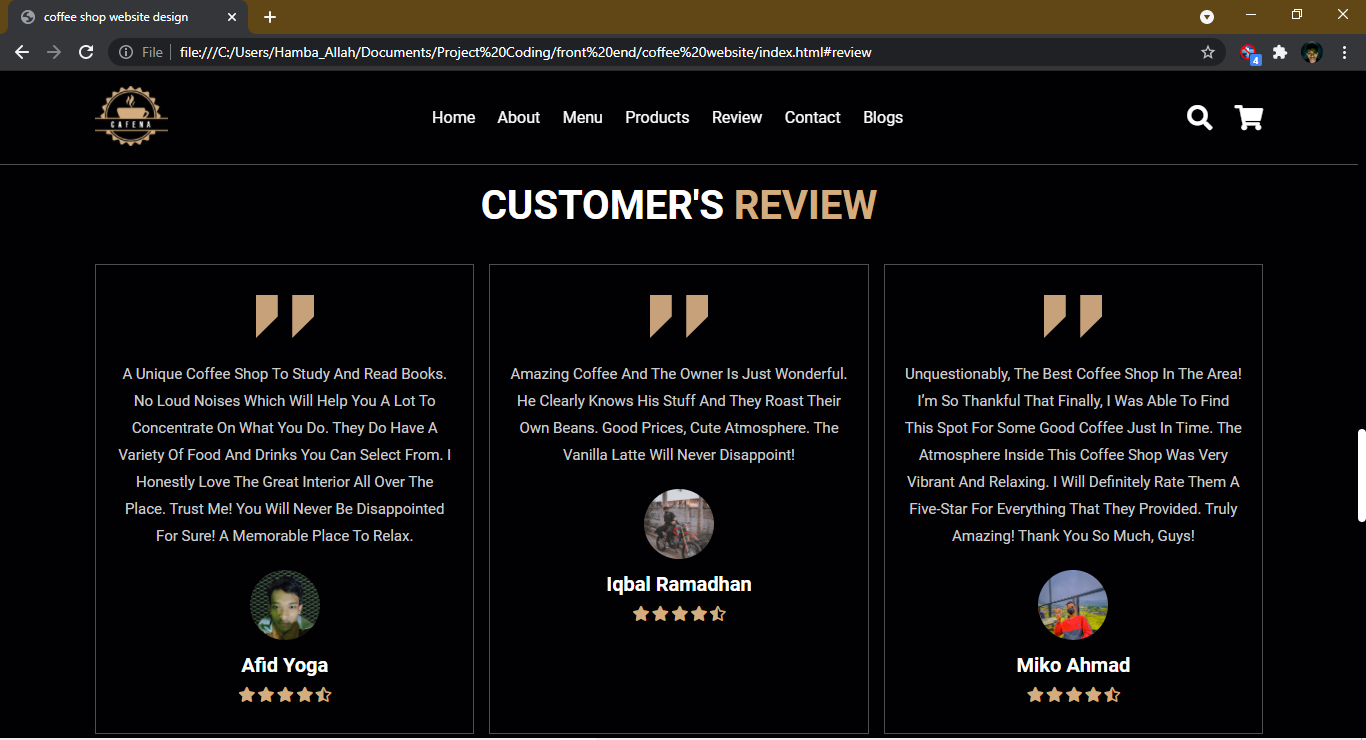 coffee shop website design
File
file:///C:/Users/Hamba_Allah/Documents/Project%20Coding/front%20end/coffee%20website/index.html#review
4
CAFENA
Home About Menu Products Review Contact Blogs
CUSTOMER'S REVIEW
A Unique Coffee Shop To Study And Read Books.
No Loud Noises Which Will Help You A Lot To
Concentrate On What You Do. They Do Have A
Variety Of Food And Drinks You Can Select From. I
Honestly Love The Great Interior All Over The
Place. Trust Me! You Will Never Be Disappointed
For Sure! A Memorable Place To Relax.
Afid Yoga
Amazing Coffee And The Owner Is Just Wonderful.
He Clearly Knows His Stuff And They Roast Their
Own Beans. Good Prices, Cute Atmosphere. The
Vanilla Latte Will Never Disappoint!
Iqbal Ramadhan
Unquestionably, The Best Coffee Shop In The Area!
I’m So Thankful That Finally, I Was Able To Find
This Spot For Some Good Coffee Just In Time. The
Atmosphere Inside This Coffee Shop Was Very
Vibrant And Relaxing. I Will Definitely Rate Them A
Five-Star For Everything That They Provided. Truly
Amazing! Thank You So Much, Guys!
Miko Ahmad